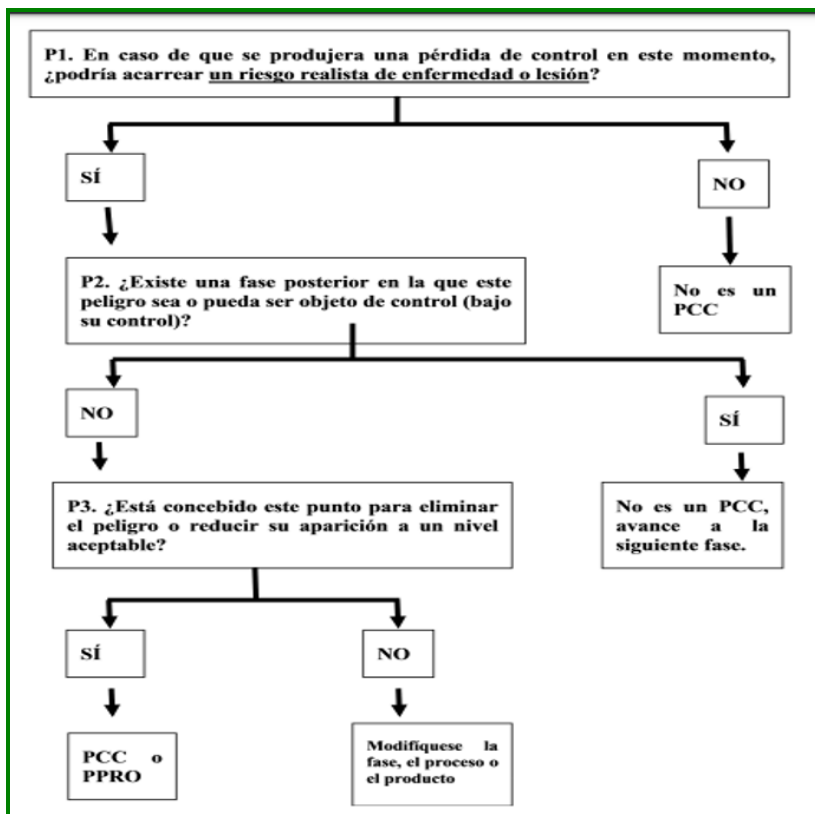 P1. En caso de que se produjera una pérdida de control en este momento,
¿podría acarrear un riesgo realista de enfermedad o lesión?
SÍ
NO
P2. ¿Existe una fase posterior en la que este
peligro sea o pueda ser objeto de control (bajo
su control)?
No es un
PCC
NO
SÍ
P3. ¿Está concebido este punto para eliminar
el peligro o reducir su aparición a un nivel
aceptable?
No es un PCC,
avance a la
siguiente fase.
SÍ
NO
PCC o
PPRO
Modifíquese la
fase, el proceso o
el producto